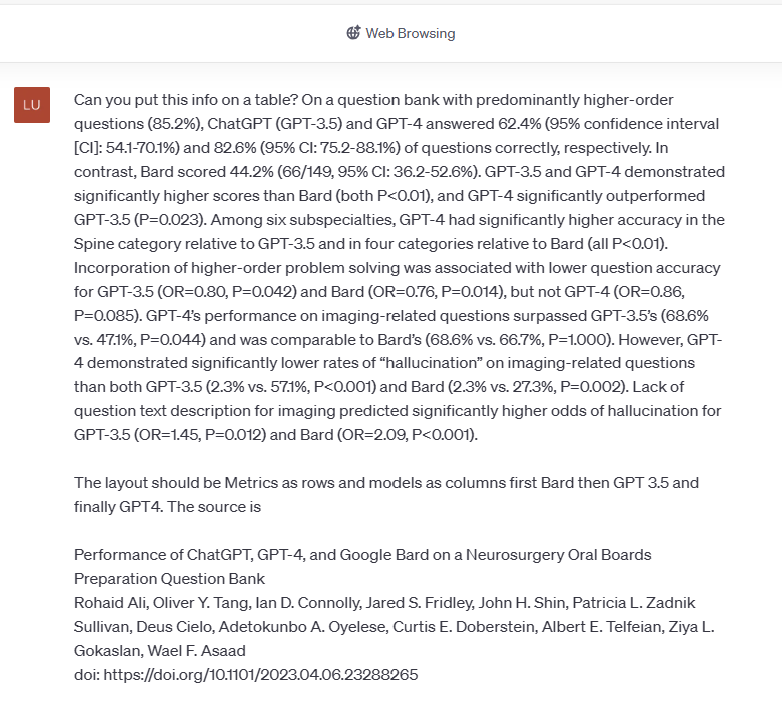 Web Browsing
LU
Can you put this info on a table? On a question bank with predominantly higher-order
questions (85.2%), ChatGPT (GPT-3.5) and GPT-4 answered 62.4% (95% confidence interval
[CI]: 54.1-70.1%) and 82.6% (95% CI: 75.2-88.1%) of questions correctly, respectively. In
contrast, Bard scored 44.2% (66/149, 95% CI: 36.2-52.6%). GPT-3.5 and GPT-4 demonstrated
significantly higher scores than Bard (both P<0.01), and GPT-4 significantly outperformed
GPT-3.5 (P=0.023). Among six subspecialties, GPT-4 had significantly higher accuracy in the
Spine category relative to GPT-3.5 and in four categories relative to Bard (all P<0.01).
Incorporation of higher-order problem solving was associated with lower question accuracy
for GPT-3.5 (OR=0.80, P=0.042) and Bard (OR=0.76, P=0.014), but not GPT-4 (OR=0.86,
P=0.085). GPT-4’s performance on imaging-related questions surpassed GPT-3.5’s (68.6%
vs. 47.1%, P=0.044) and was comparable to Bard’s (68.6% vs. 66.7%, P=1.000). However, GPT-
4 demonstrated significantly lower rates of “hallucination” on imaging-related questions
than both GPT-3.5 (2.3% vs. 57.1%, P<0.001) and Bard (2.3% vs. 27.3%, P=0.002). Lack of
question text description for imaging predicted significantly higher odds of hallucination for
GPT-3.5 (OR=1.45, P=0.012) and Bard (OR=2.09, P<0.001).
The layout should be Metrics as rows and models as columns first Bard then GPT 3.5 and
finally GPT4. The source is
Performance of ChatGPT, GPT-4, and Google Bard on a Neurosurgery Oral Boards
Preparation Question Bank
Rohaid Ali, Oliver Y. Tang, Ian D. Connolly, Jared S. Fridley, John H. Shin, Patricia L. Zadnik
Sullivan, Deus Cielo, Adetokunbo A. Oyelese, Curtis E. Doberstein, Albert E. Telfeian, Ziya L.
Gokaslan, Wael F. Asaad
doi: https://doi.org/10.1101/2023.04.06.23288265